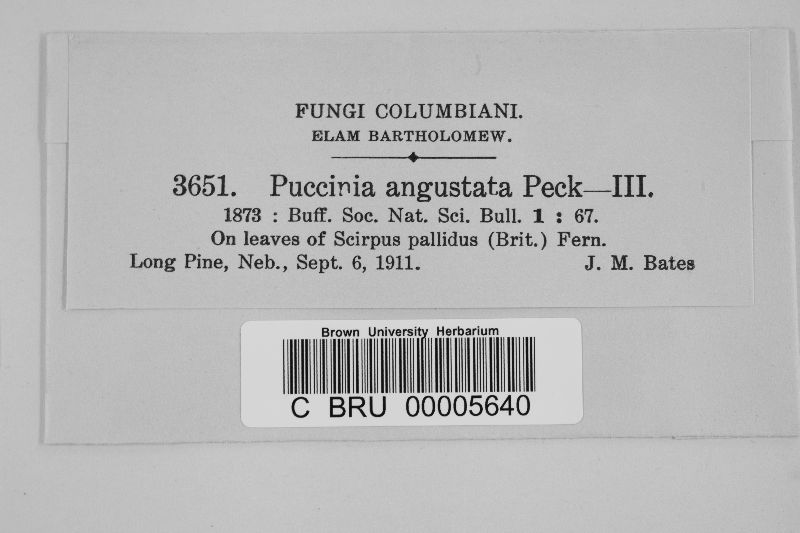 FUNGI COLUMBIANI.
ELAM BARTHOLOMEW.
3651. Puccinia angustata Peck—III.
1873 : Buff. Soc. Nat. Sci. Bull. 1 : 67.
On leaves of Scirpus pallidus (Brit.) Fern.
Long Pine, Neb., Sept. 6, 1911. J. M. Bates
Brown University Herbarium
C BRU 00005640